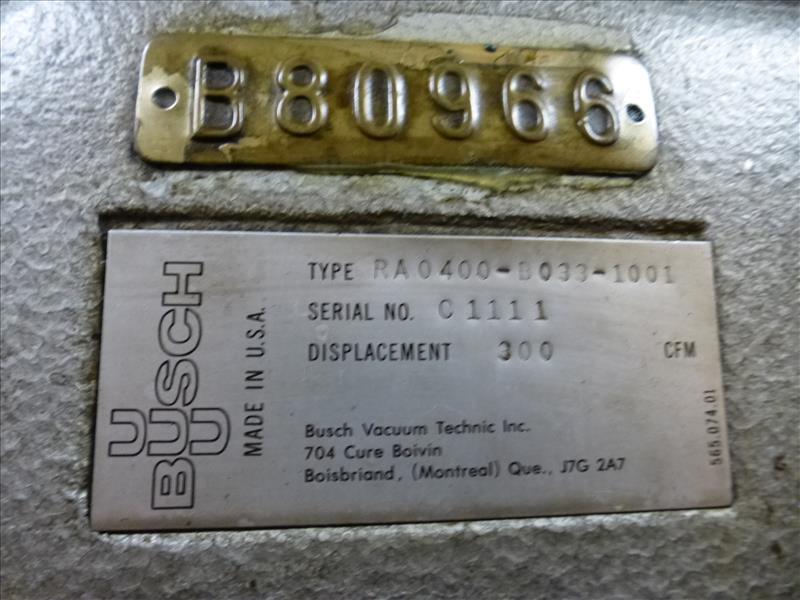 B80966
BUSCH
MADE IN U.S.A.
TYPE RA0400-B033-1001
SERIAL NO. C1111
DISPLACEMENT 300 CFM
Busch Vacuum Technic Inc.
704 Cure Boivin
Boisbriand, (Montreal) Que., J7G 2A7
565.074.01